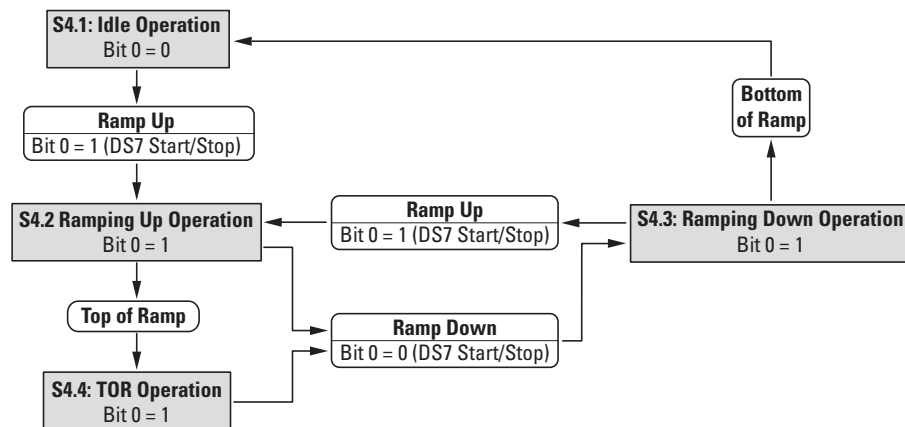 S4.1: Idle Operation
Bit 0 = 0
Bottom
of Ramp
Ramp Up
Bit 0 = 1 (DS7 Start/Stop)
S4.2 Ramping Up Operation
Bit 0 = 1
Ramp Up
Bit 0 = 1 (DS7 Start/Stop)
S4.3: Ramping Down Operation
Bit 0 = 1
Top of Ramp
Ramp Down
Bit 0 = 0 (DS7 Start/Stop)
S4.4: TOR Operation
Bit 0 = 1